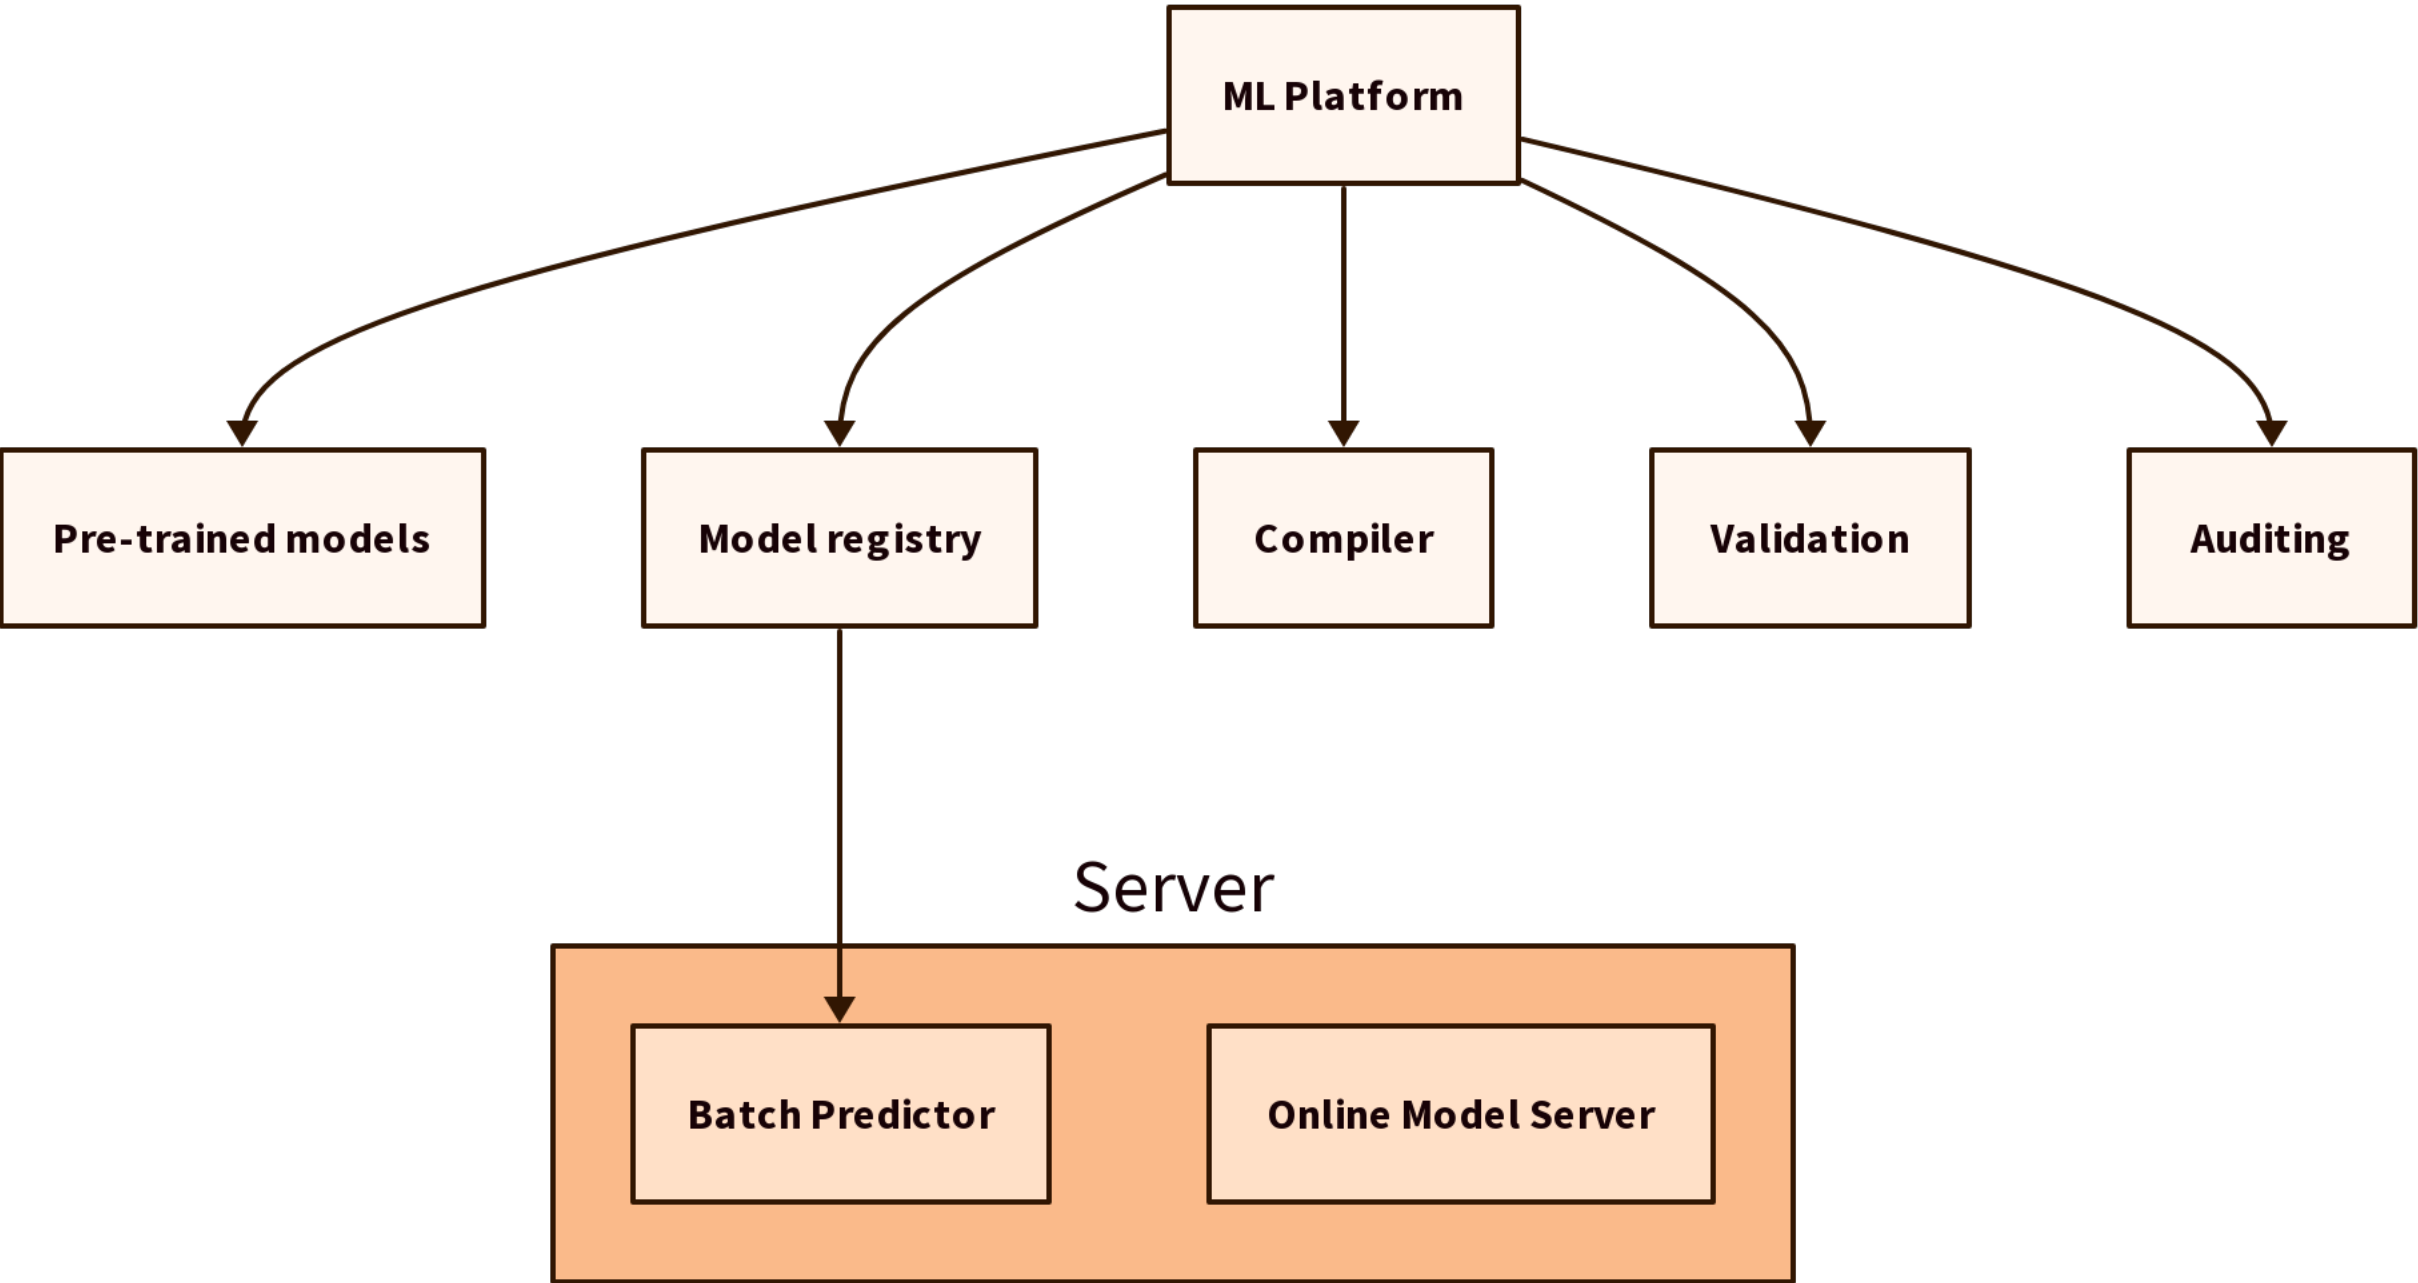 ML Platform
Pre-trained models
Model registry
Compiler
Validation
Auditing
Server
Batch Predictor
Online Model Server